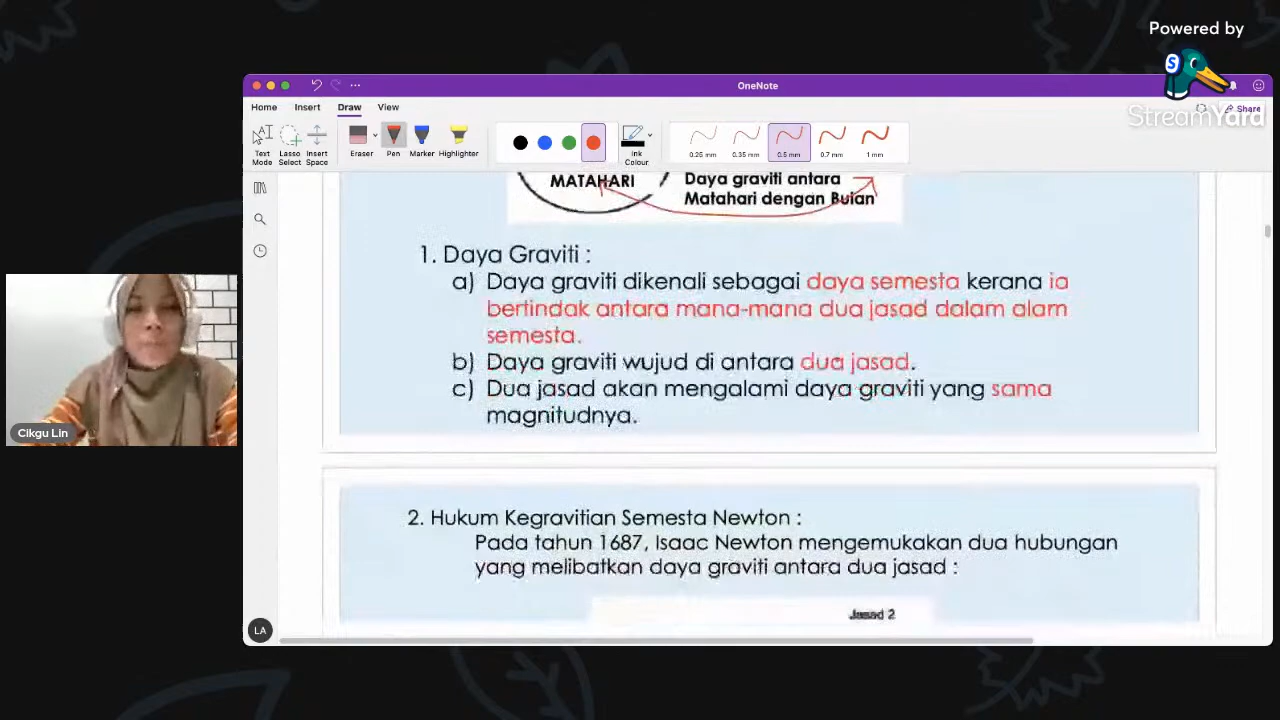 Powered by
StreamYard
OneNote
Home Insert Draw View
Share
Text Mode
Lasso Select
Insert Space
Eraser
Pen
Marker
Highlighter
Ink Colour
0.25 mm 0.35 mm 0.5 mm 0.7 mm 1 mm
MATAHARI
Daya graviti antara
Matahari dengan Bulan
1. Daya Graviti :
a) Daya graviti dikenali sebagai daya semesta kerana ia
bertindak antara mana-mana dua jasad dalam alam
semesta.
b) Daya graviti wujud di antara dua jasad.
c) Dua jasad akan mengalami daya graviti yang sama
magnitudnya.
2. Hukum Kegravitian Semesta Newton :
Pada tahun 1687, Isaac Newton mengemukakan dua hubungan
yang melibatkan daya graviti antara dua jasad :
Jasad 2
Cikgu Lin
LA